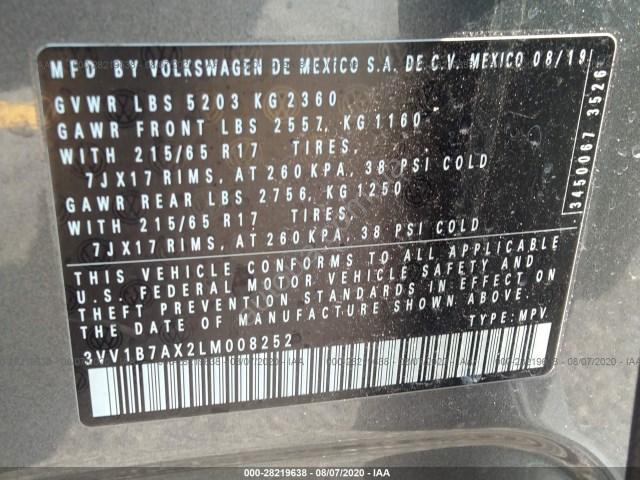 MFD BY VOLKSWAGEN DE MEXICO S.A. DE C.V. MEXICO 08/19
GVWR LBS 5203 KG 2360
GAWR FRONT LBS 2557, KG 1160
WITH 215/65 R17 TIRES,
7JX17 RIMS, AT 260 KPA, 38 PSI COLD
GAWR REAR LBS 2756, KG 1250
WITH 215/65 R17 TIRES,
7JX17 RIMS, AT 260 KPA, 38 PSI COLD
THIS VEHICLE CONFORMS TO ALL APPLICABLE
U.S. FEDERAL MOTOR VEHICLE SAFETY AND
THEFT PREVENTION STANDARDS IN EFFECT ON
THE DATE OF MANUFACTURE SHOWN ABOVE.
3VV1B7AX2LM008252 TYPE: MPV
3450067 3526
000-28219638 - 08/07/2020 - IAA